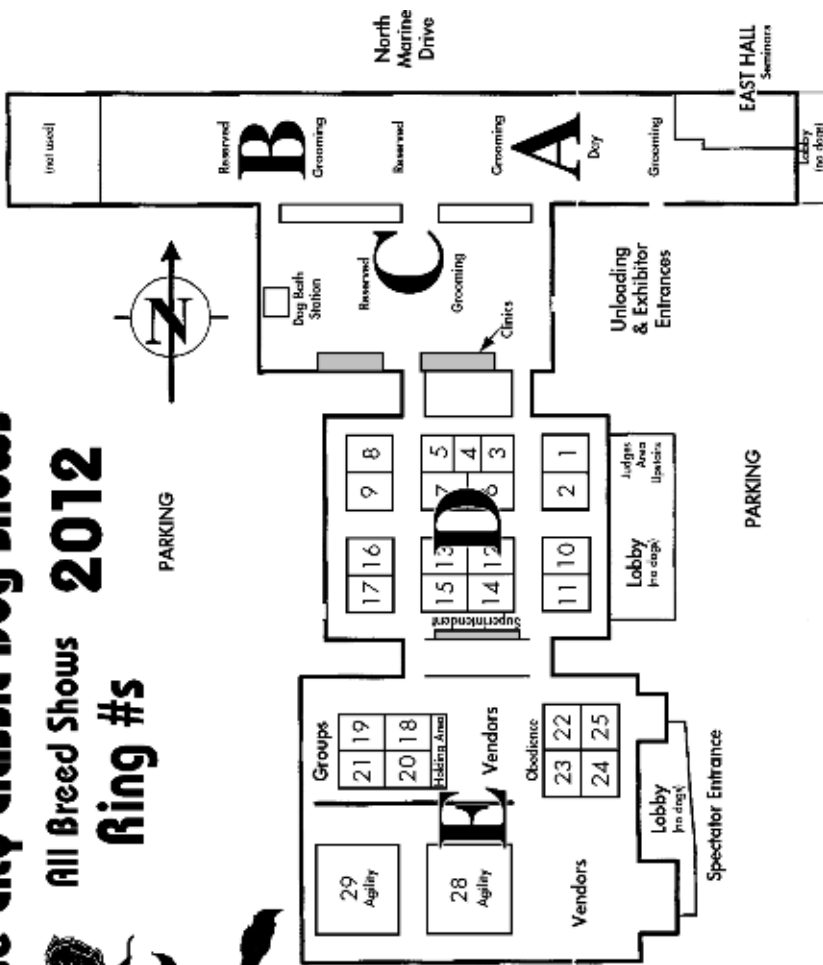 City Dog Shows
All Breed Shows 2012
Ring #s
PARKING
N
North
Marine
Drive
(not used)
Reserved
B
Grooming
Reserved
Grooming
A
Day
Grooming
EAST HALL
Seminars
Lobby
(no dogs)
Dog Bath
Station
Reserved
C
Grooming
Clinics
Unloading
& Exhibitor
Entrances
8
9
16
17
5
4
3
7
6
D
13
12
15
14
1
2
10
11
Superintendent
Judges
Area
Upstairs
Lobby
(no dogs)
PARKING
Groups
19
21
18
20
Holding Area
Vendors
Obedience
22
23
25
24
E
29
Agility
28
Agility
Vendors
Lobby
(no dogs)
Spectator Entrance